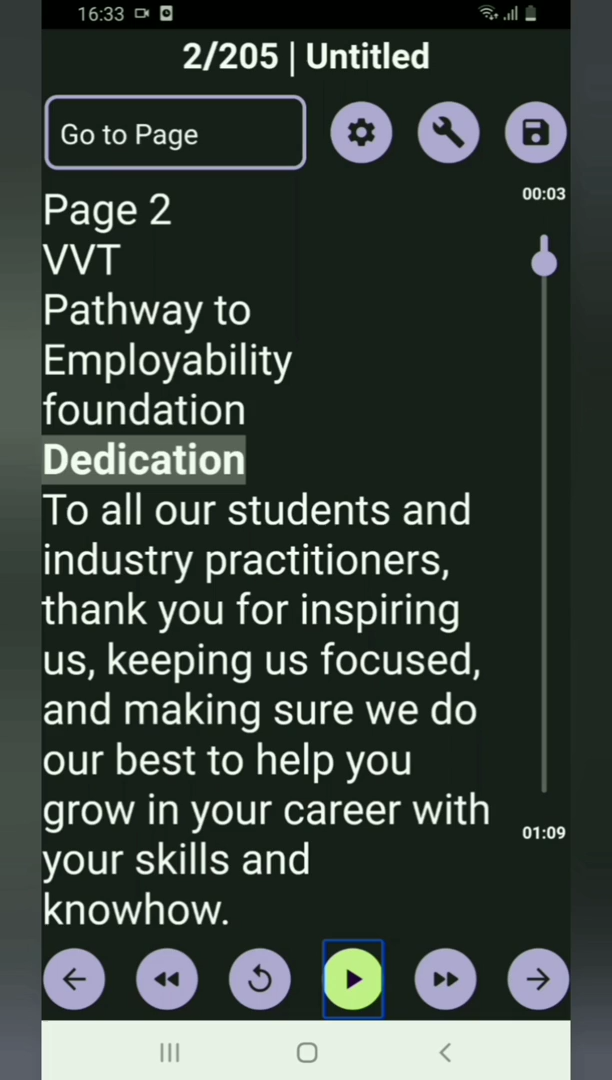 16:33
2/205 | Untitled
Go to Page
00:03
Page 2
VVT
Pathway to
Employability
foundation
Dedication
To all our students and
industry practitioners,
thank you for inspiring
us, keeping us focused,
and making sure we do
our best to help you
grow in your career with
your skills and
knowhow.
01:09